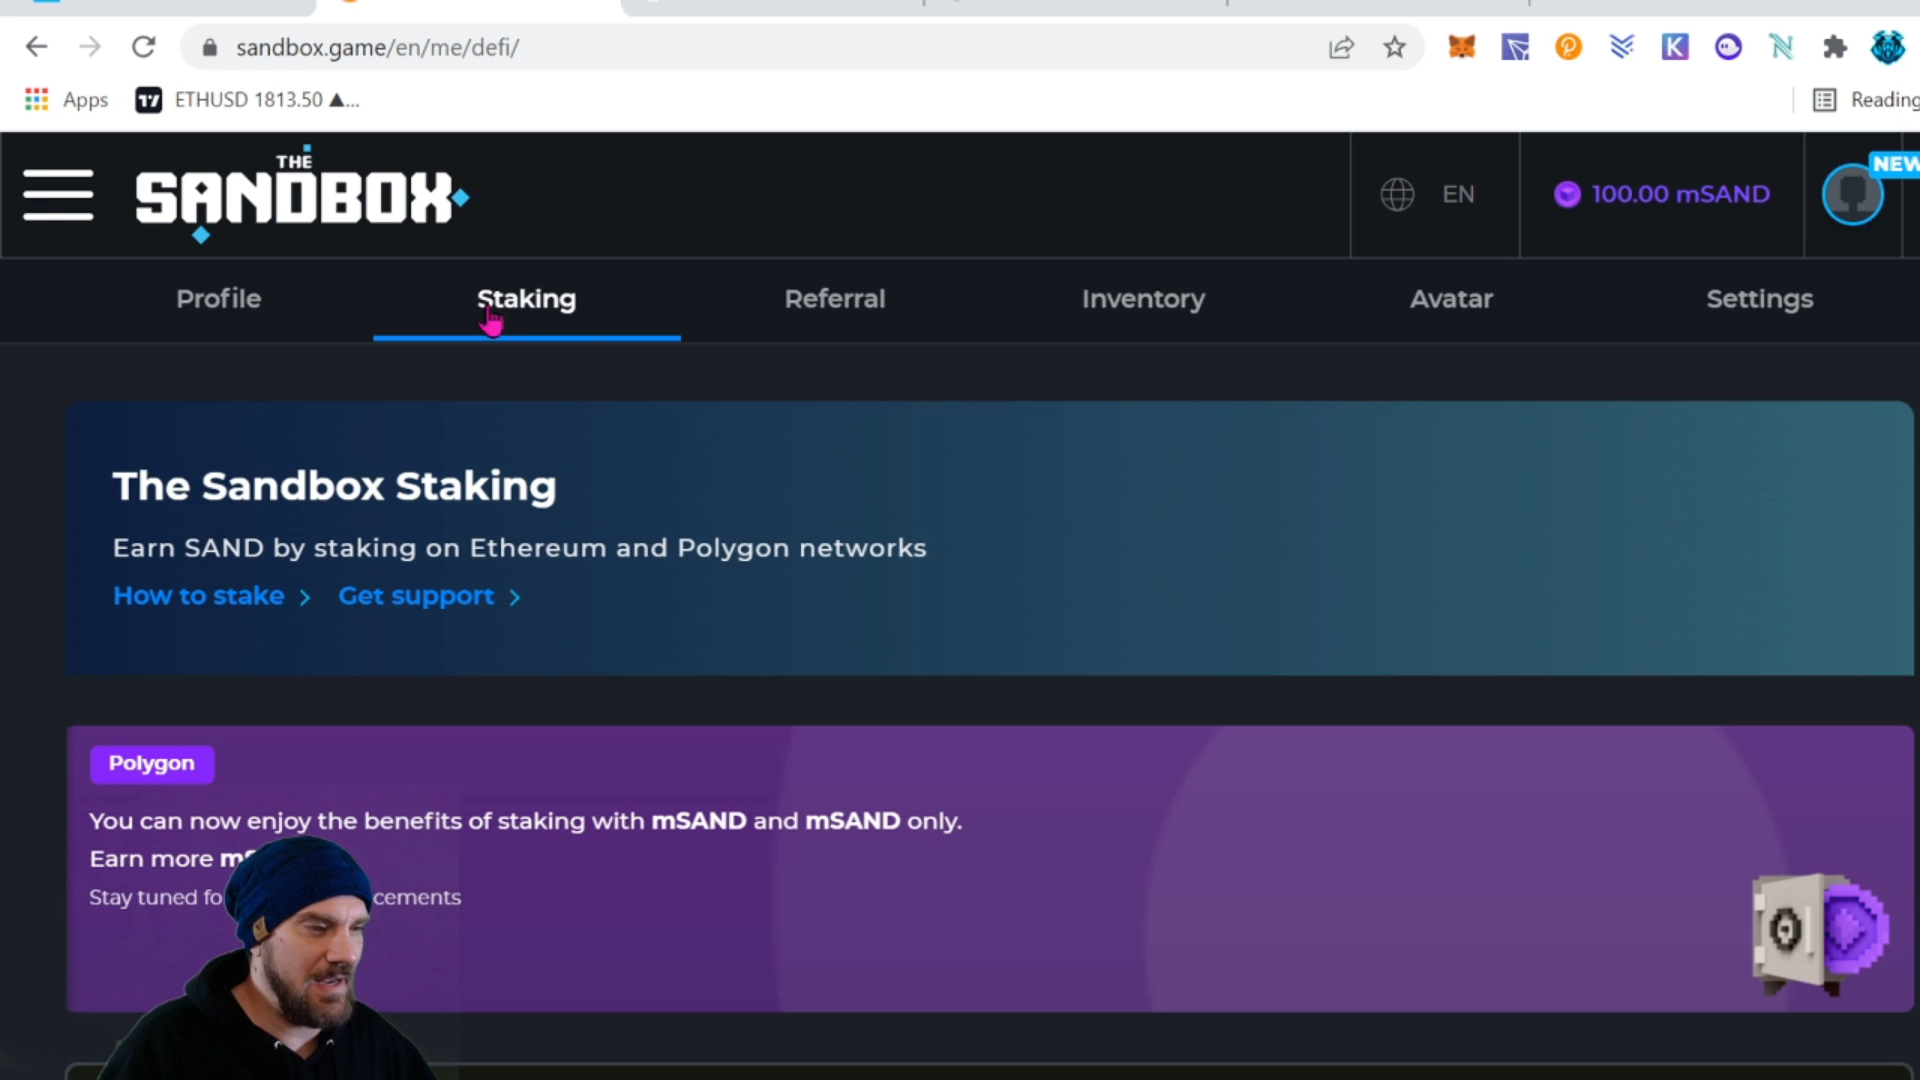 sandbox.game/en/me/defi/
Apps
ETHUSD 1813.50 ▲...
Reading
THE
SANDBOX
EN
100.00 mSAND
NEW
Profile
Staking
Referral
Inventory
Avatar
Settings
The Sandbox Staking
Earn SAND by staking on Ethereum and Polygon networks
How to stake >
Get support >
Polygon
You can now enjoy the benefits of staking with mSAND and mSAND only.
Earn more
Stay tuned